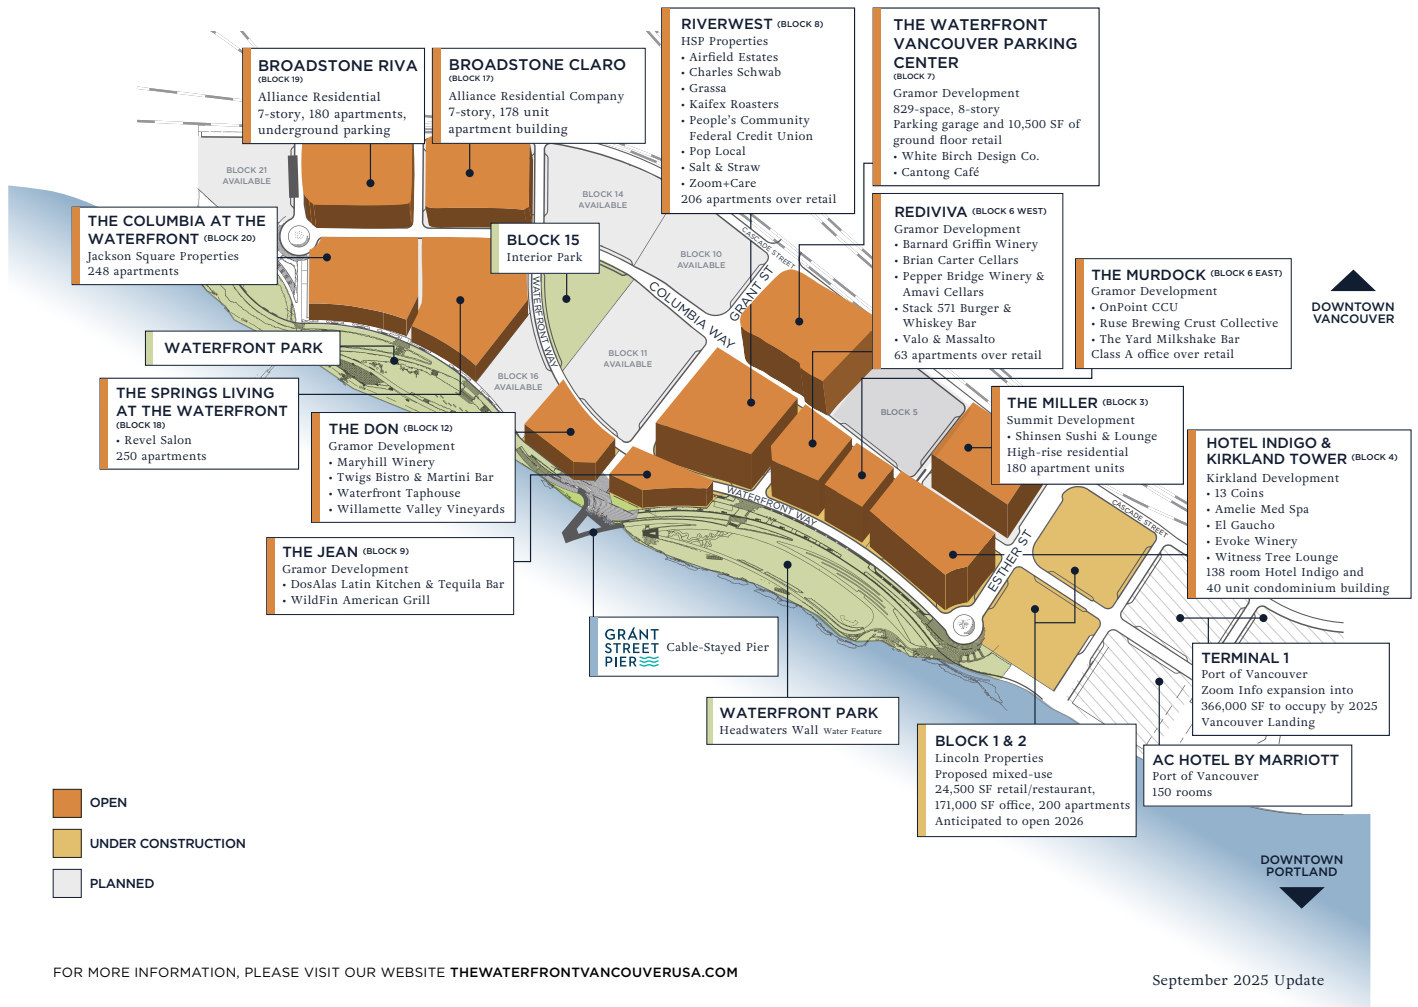 BROADSTONE RIVA
(BLOCK 19)
Alliance Residential
7-story, 180 apartments,
underground parking
BROADSTONE CLARO
(BLOCK 17)
Alliance Residential Company
7-story, 178 unit
apartment building
RIVERWEST (BLOCK 8)
HSP Properties
• Airfield Estates
• Charles Schwab
• Grassa
• Kaifex Roasters
• People's Community
Federal Credit Union
• Pop Local
• Salt & Straw
• Zoom+Care
206 apartments over retail
THE WATERFRONT
VANCOUVER PARKING
CENTER
(BLOCK 7)
Gramor Development
829-space, 8-story
Parking garage and 10,500 SF of
ground floor retail
• White Birch Design Co.
• Cantong Café
BLOCK 21
AVAILABLE
BLOCK 14
AVAILABLE
BLOCK 10
AVAILABLE
CASCADE STREET
THE COLUMBIA AT THE
WATERFRONT (BLOCK 20)
Jackson Square Properties
248 apartments
BLOCK 15
Interior Park
REDIVIVA (BLOCK 6 WEST)
Gramor Development
• Barnard Griffin Winery
• Brian Carter Cellars
• Pepper Bridge Winery &
Amavi Cellars
• Stack 571 Burger &
Whiskey Bar
• Valo & Massalto
63 apartments over retail
THE MURDOCK (BLOCK 6 EAST)
Gramor Development
• OnPoint CCU
• Ruse Brewing Crust Collective
• The Yard Milkshake Bar
Class A office over retail
DOWNTOWN
VANCOUVER
WATERFRONT WAY
COLUMBIA WAY
GRANT ST
WATERFRONT PARK
BLOCK 11
AVAILABLE
BLOCK 16
AVAILABLE
BLOCK 5
THE SPRINGS LIVING
AT THE WATERFRONT
(BLOCK 18)
• Revel Salon
250 apartments
THE DON (BLOCK 12)
Gramor Development
• Maryhill Winery
• Twigs Bistro & Martini Bar
• Waterfront Taphouse
• Willamette Valley Vineyards
THE MILLER (BLOCK 3)
Summit Development
• Shinsen Sushi & Lounge
High-rise residential
180 apartment units
HOTEL INDIGO &
KIRKLAND TOWER (BLOCK 4)
Kirkland Development
• 13 Coins
• Amelie Med Spa
• El Gaucho
• Evoke Winery
• Witness Tree Lounge
138 room Hotel Indigo and
40 unit condominium building
WATERFRONT WAY
CASCADE STREET
ESTHER ST
THE JEAN (BLOCK 9)
Gramor Development
• DosAlas Latin Kitchen & Tequila Bar
• WildFin American Grill
GRANT
STREET
PIER
Cable-Stayed Pier
TERMINAL 1
Port of Vancouver
Zoom Info expansion into
366,000 SF to occupy by 2025
Vancouver Landing
WATERFRONT PARK
Headwaters Wall Water Feature
BLOCK 1 & 2
Lincoln Properties
Proposed mixed-use
24,500 SF retail/restaurant,
171,000 SF office, 200 apartments
Anticipated to open 2026
AC HOTEL BY MARRIOTT
Port of Vancouver
150 rooms
OPEN
UNDER CONSTRUCTION
PLANNED
DOWNTOWN
PORTLAND
FOR MORE INFORMATION, PLEASE VISIT OUR WEBSITE THEWATERFRONTVANCOUVERUSA.COM
September 2025 Update